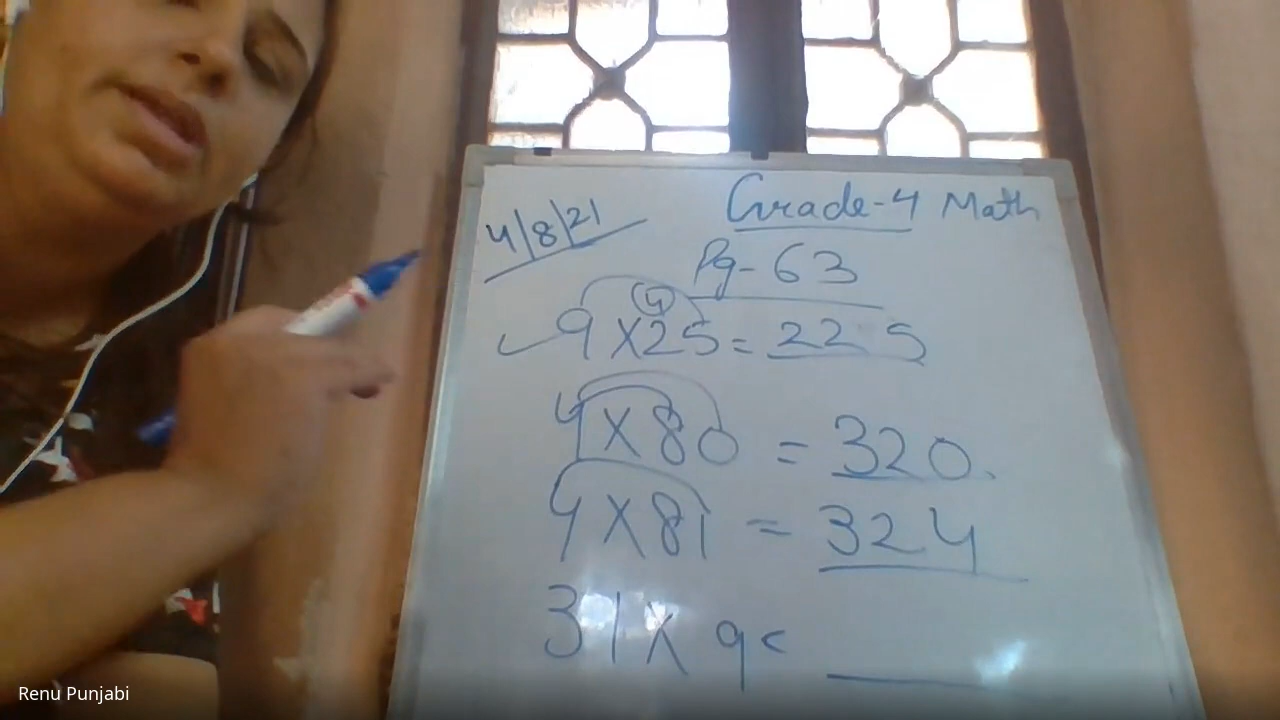 4/8/21
Grade-4 Math
Pg-63
4
9 X 25 = 225
4 X 80 = 320.
4 X 81 = 324
31 X 9 =
Renu Punjabi